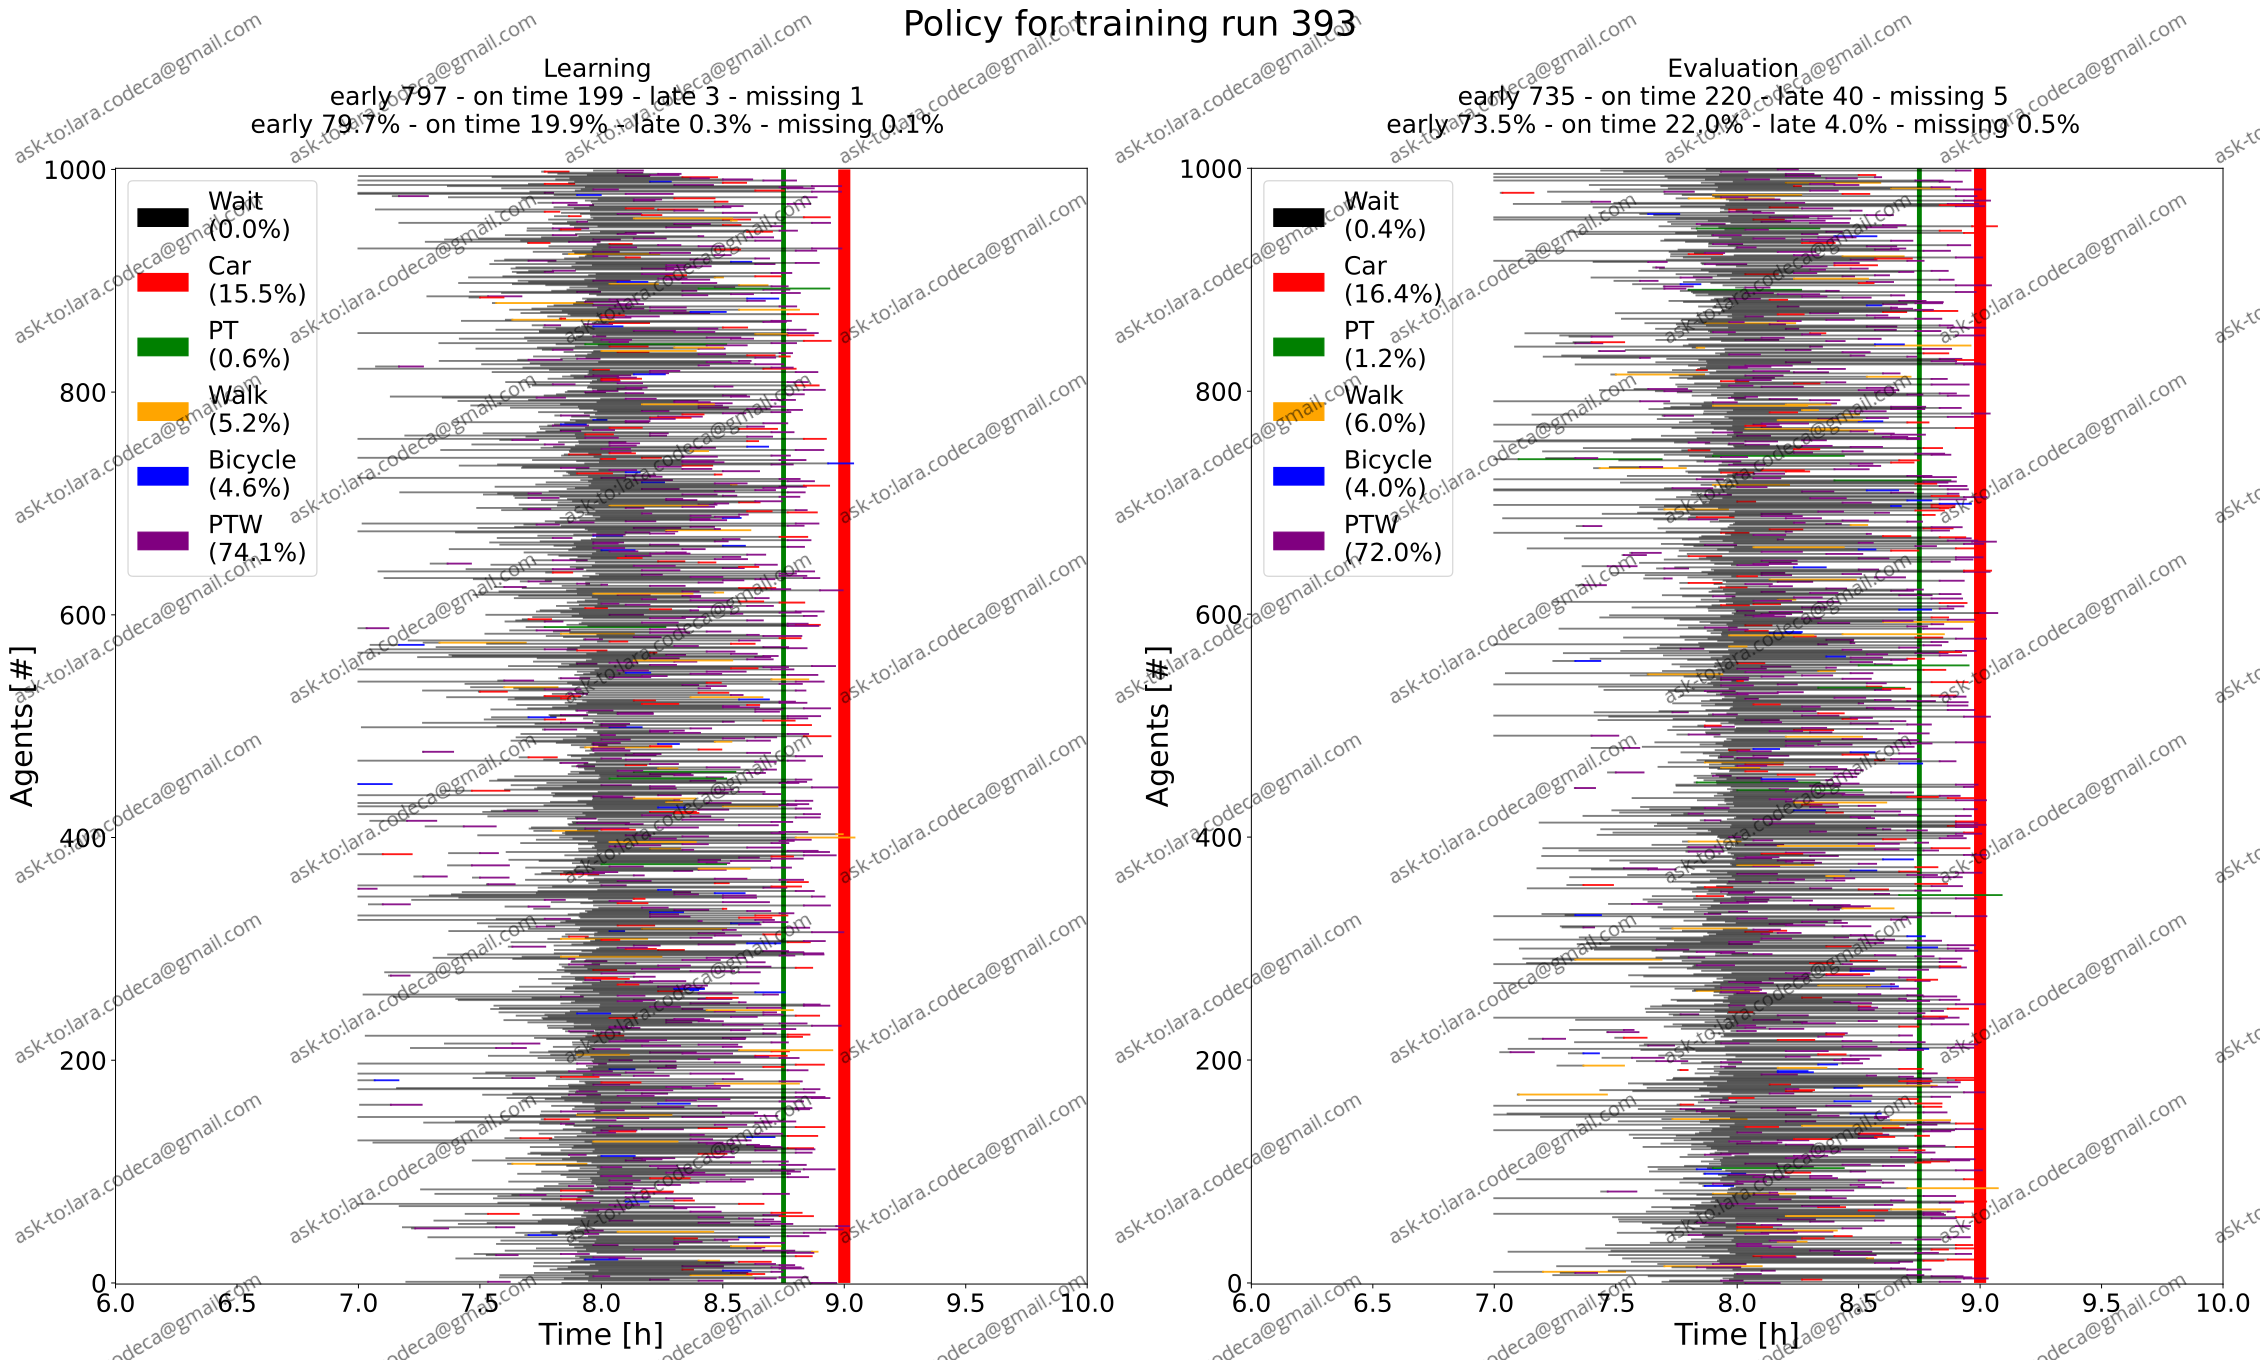 Policy for training run 393
Learning
early 797 - on time 199 - late 3 - missing 1
early 79.7% - on time 19.9% - late 0.3% - missing 0.1%
Agents [#]
1000
800
600
400
200
0
Wait
(0.0%)
Car
(15.5%)
PT
(0.6%)
Walk
(5.2%)
Bicycle
(4.6%)
PTW
(74.1%)
6.0 6.5 7.0 7.5 8.0 8.5 9.0 9.5 10.0
Time [h]
Evaluation
early 735 - on time 220 - late 40 - missing 5
early 73.5% - on time 22.0% - late 4.0% - missing 0.5%
Agents [#]
1000
800
600
400
200
0
Wait
(0.4%)
Car
(16.4%)
PT
(1.2%)
Walk
(6.0%)
Bicycle
(4.0%)
PTW
(72.0%)
6.0 6.5 7.0 7.5 8.0 8.5 9.0 9.5 10.0
Time [h]
ask-to:lara.codeca@gmail.com